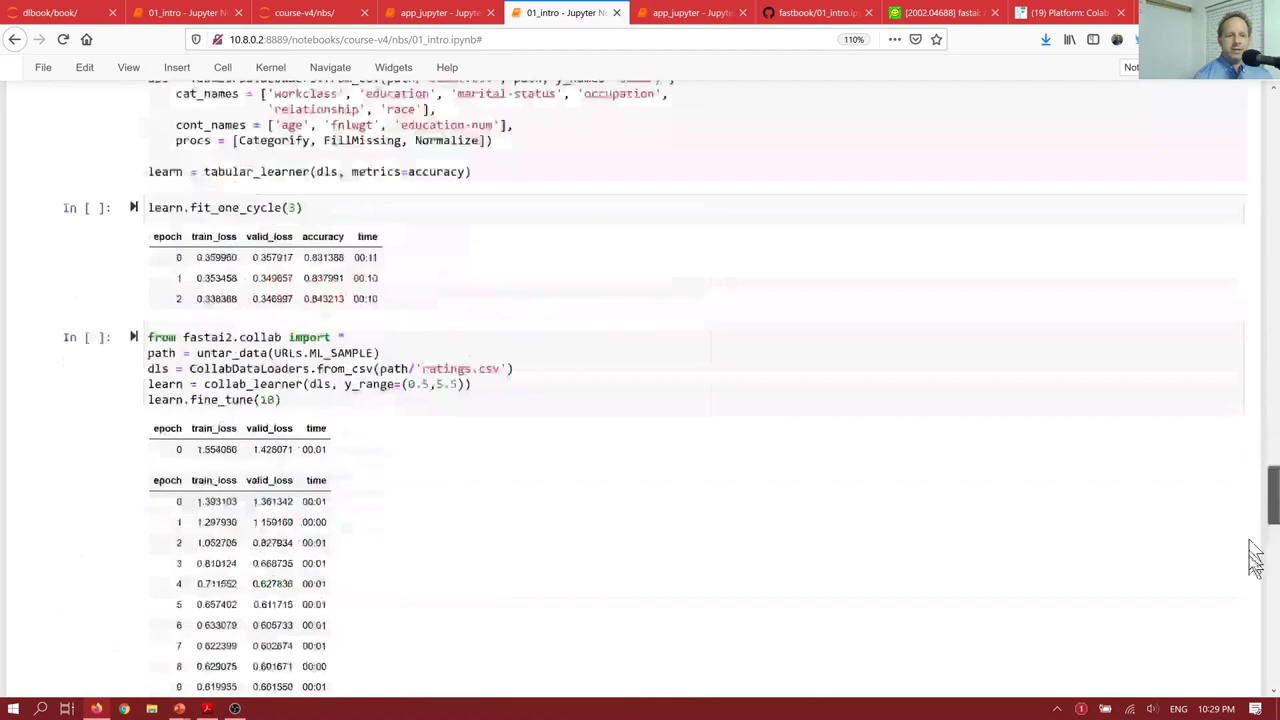 dlbook/book/
01_intro - Jupyter No
course-v4/nbs/
app_jupyter - Jupyte
01_intro - Jupyter No
app_jupyter - Jupyte
fastbook/01_intro.ipyn
[2002.04688] fastai:
(19) Platform: Colab
10.8.0.2:8889/notebooks/course-v4/nbs/01_intro.ipynb#
110%
File Edit View Insert Cell Kernel Navigate Widgets Help
Not
cat_names = ['workclass', 'education', 'marital-status', 'occupation',
'relationship', 'race'],
cont_names = ['age', 'fnlwgt', 'education-num'],
procs = [Categorify, FillMissing, Normalize])
learn = tabular_learner(dls, metrics=accuracy)
In [ ]: learn.fit_one_cycle(3)
epoch train_loss valid_loss accuracy time
0 0.359960 0.357917 0.831388 00:11
1 0.353458 0.349657 0.837991 00:10
2 0.338368 0.346997 0.843213 00:10
In [ ]: from fastai2.collab import *
path = untar_data(URLs.ML_SAMPLE)
dls = CollabDataLoaders.from_csv(path/'ratings.csv')
learn = collab_learner(dls, y_range=(0.5,5.5))
learn.fine_tune(10)
epoch train_loss valid_loss time
0 1.554056 1.428071 00:01
epoch train_loss valid_loss time
0 1.393103 1.361342 00:01
1 1.297930 1.159169 00:00
2 1.052705 0.827934 00:01
3 0.810124 0.668735 00:01
4 0.711552 0.627836 00:01
5 0.657402 0.611715 00:01
6 0.633079 0.605733 00:01
7 0.622399 0.602674 00:01
8 0.629075 0.601671 00:00
9 0.619955 0.601550 00:01
ENG 10:29 PM